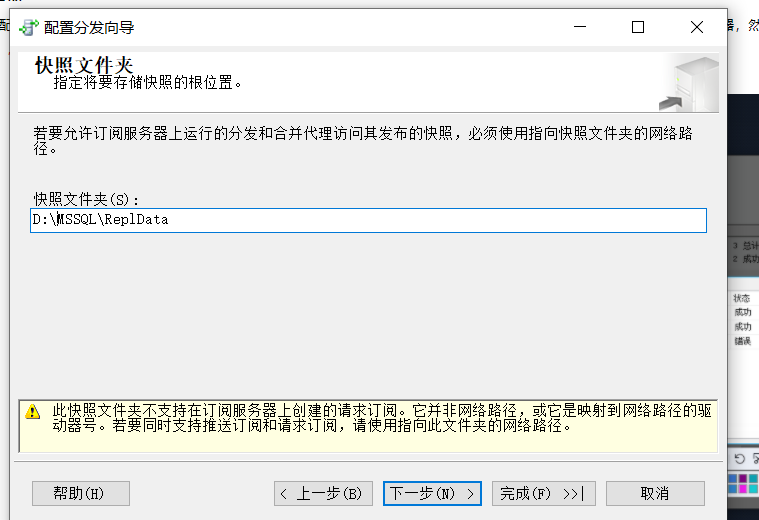 配置分发向导
快照文件夹
指定将要存储快照的根位置。
若要允许订阅服务器上运行的分发和合并代理访问其发布的快照，必须使用指向快照文件夹的网络路
径。
快照文件夹(S):
D:\MSSQL\ReplData
此快照文件夹不支持在订阅服务器上创建的请求订阅。它并非网络路径，或它是映射到网络路径的驱
动器号。若要同时支持推送订阅和请求订阅，请使用指向此文件夹的网络路径。
帮助(H)
< 上一步(B)
下一步(N) >
完成(F) >>|
取消
器，然
3 总计
2 成功
状态
成功
成功
错误